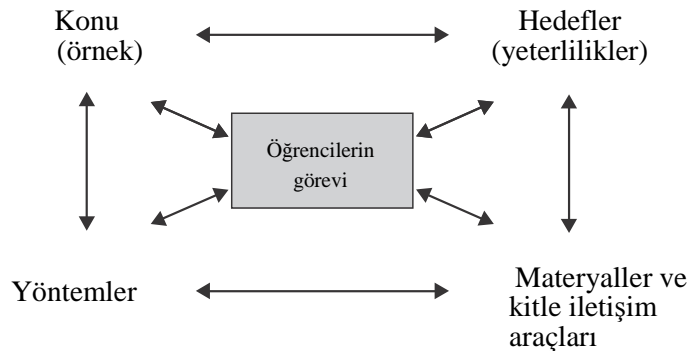 Konu
(örnek)
Hedefler
(yeterlilikler)
Öğrencilerin
görevi
Yöntemler
Materyaller ve
kitle iletişim
araçları